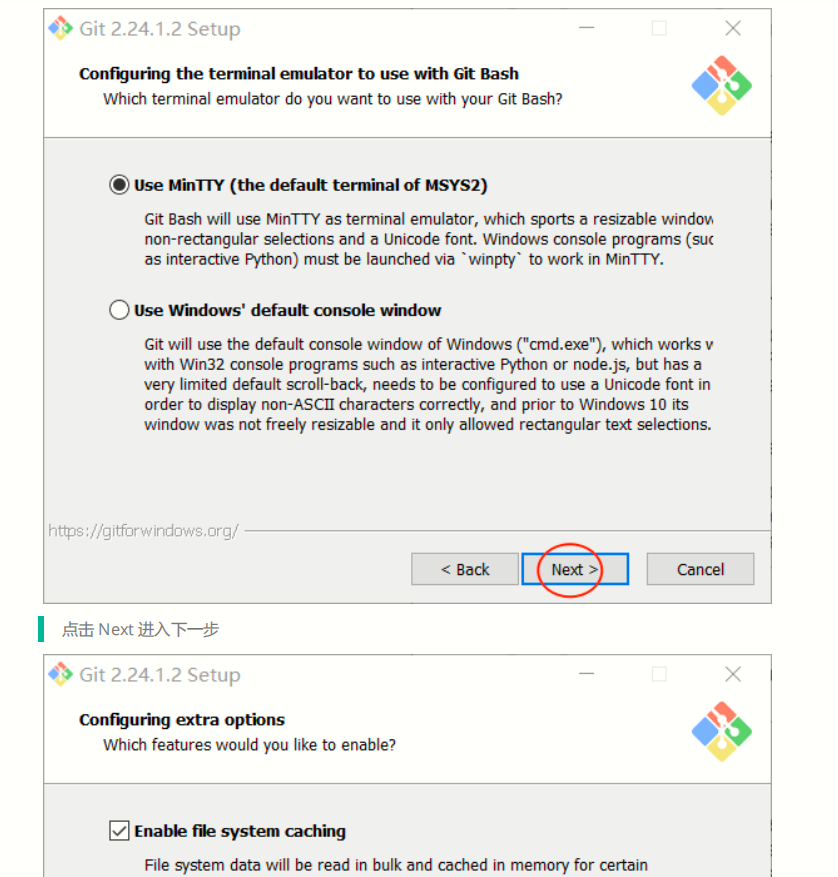 Git 2.24.1.2 Setup
Configuring the terminal emulator to use with Git Bash
Which terminal emulator do you want to use with your Git Bash?
Use MinTTY (the default terminal of MSYS2)
Git Bash will use MinTTY as terminal emulator, which sports a resizable window
non-rectangular selections and a Unicode font. Windows console programs (suc
as interactive Python) must be launched via `winpty` to work in MinTTY.
Use Windows' default console window
Git will use the default console window of Windows ("cmd.exe"), which works w
with Win32 console programs such as interactive Python or node.js, but has a
very limited default scroll-back, needs to be configured to use a Unicode font in
order to display non-ASCII characters correctly, and prior to Windows 10 its
window was not freely resizable and it only allowed rectangular text selections.
https://gitforwindows.org/
< Back Next > Cancel
点击 Next 进入下一步
Git 2.24.1.2 Setup
Configuring extra options
Which features would you like to enable?
Enable file system caching
File system data will be read in bulk and cached in memory for certain